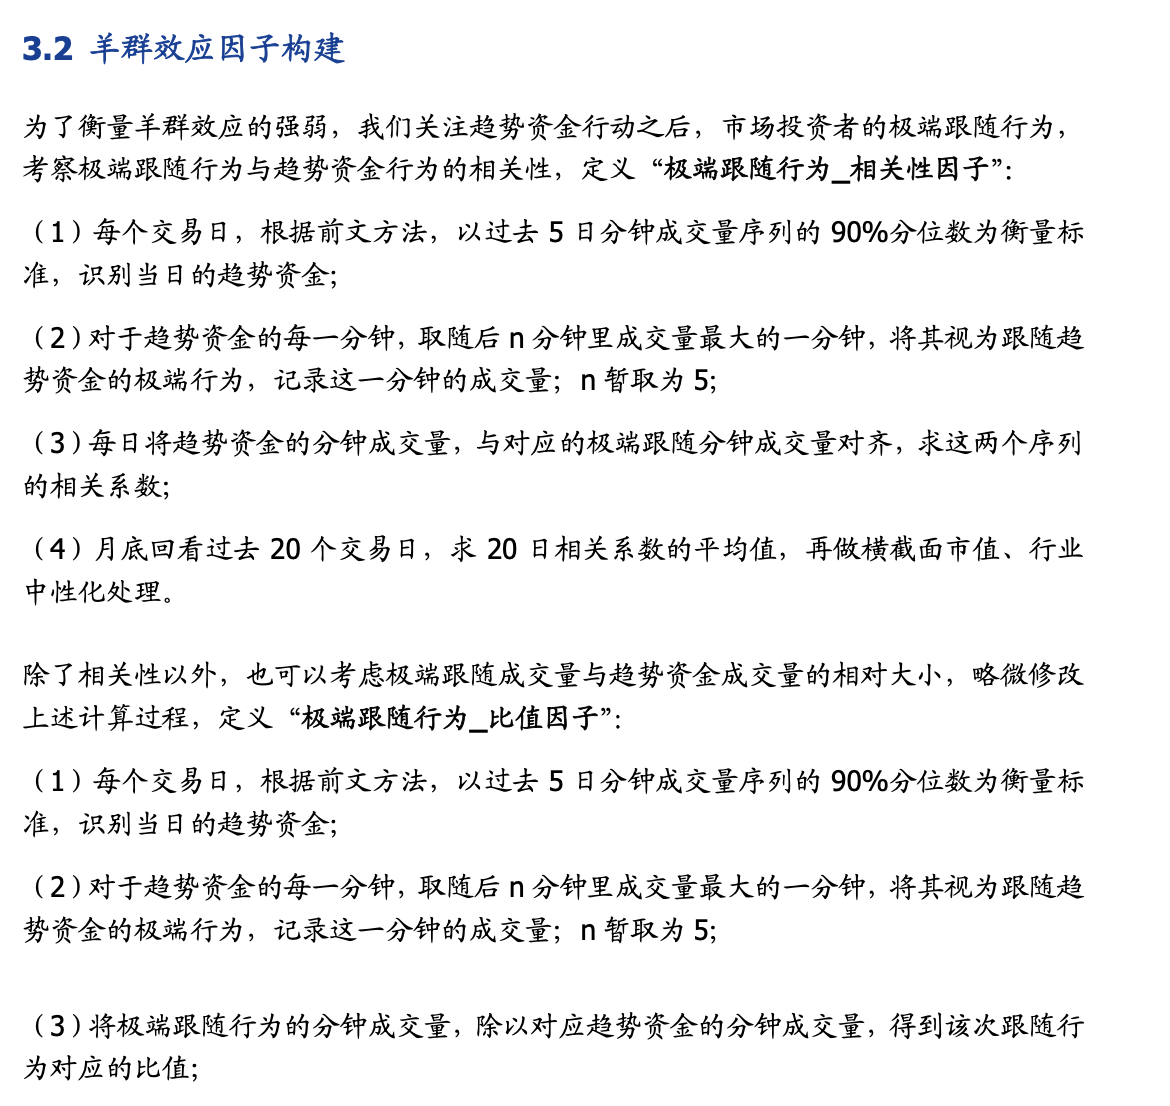 3.2 羊群效应因子构建
为了衡量羊群效应的强弱，我们关注趋势资金行动之后，市场投资者的极端跟随行为，
考察极端跟随行为与趋势资金行为的相关性，定义“极端跟随行为_相关性因子”：
（1）每个交易日，根据前文方法，以过去 5 日分钟成交量序列的 90%分位数为衡量标
准，识别当日的趋势资金；
（2）对于趋势资金的每一分钟，取随后 n 分钟里成交量最大的一分钟，将其视为跟随趋
势资金的极端行为，记录这一分钟的成交量；n 暂取为 5；
（3）每日将趋势资金的分钟成交量，与对应的极端跟随分钟成交量对齐，求这两个序列
的相关系数；
（4）月底回看过去 20 个交易日，求 20 日相关系数的平均值，再做横截面市值、行业
中性化处理。
除了相关性以外，也可以考虑极端跟随成交量与趋势资金成交量的相对大小，略微修改
上述计算过程，定义“极端跟随行为_比值因子”：
（1）每个交易日，根据前文方法，以过去 5 日分钟成交量序列的 90%分位数为衡量标
准，识别当日的趋势资金；
（2）对于趋势资金的每一分钟，取随后 n 分钟里成交量最大的一分钟，将其视为跟随趋
势资金的极端行为，记录这一分钟的成交量；n 暂取为 5；
（3）将极端跟随行为的分钟成交量，除以对应趋势资金的分钟成交量，得到该次跟随行
为对应的比值；